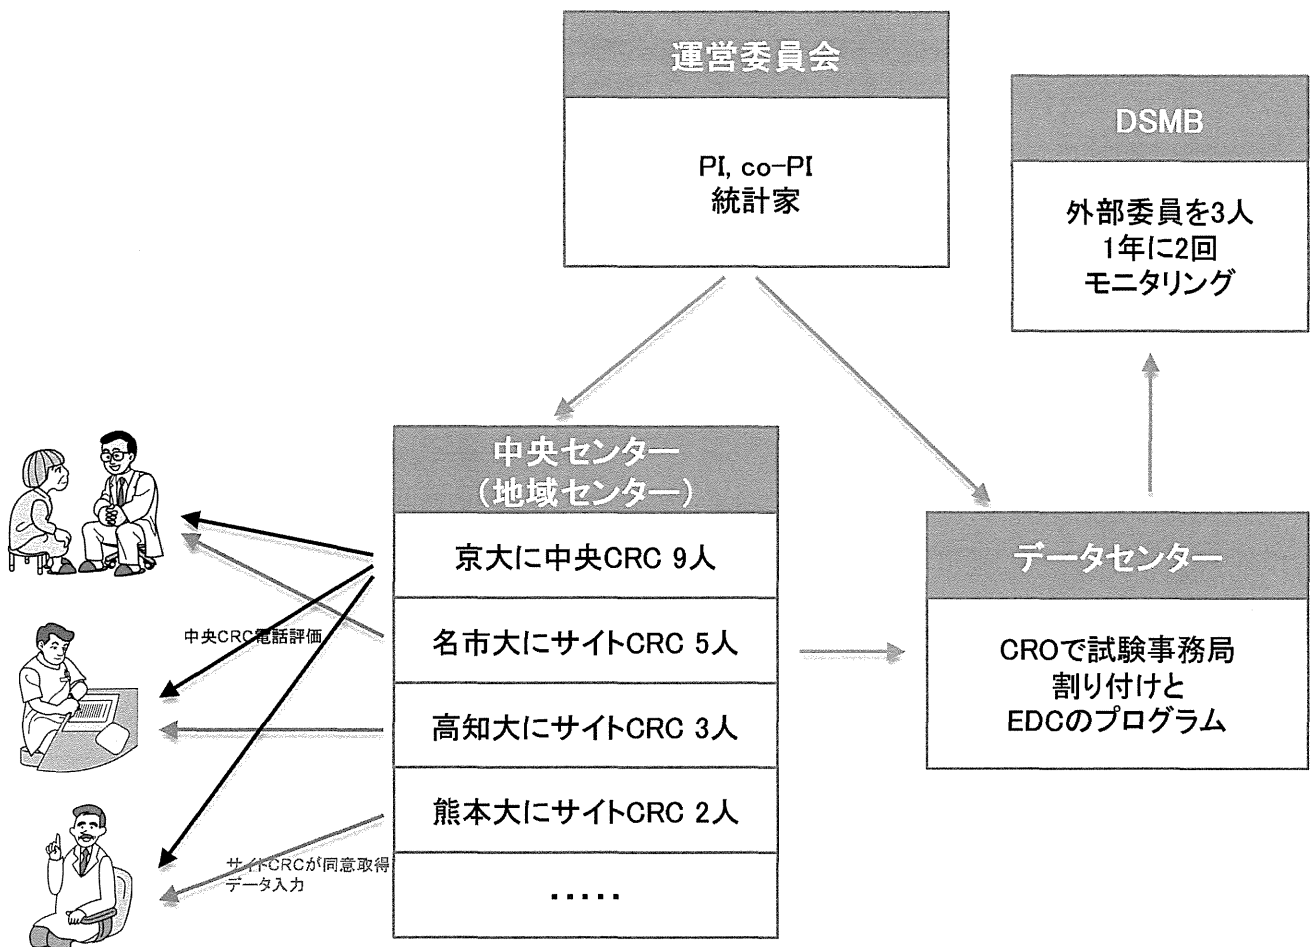 運営委員会
PI, co-PI
統計家
DSMB
外部委員を3人
1年に2回
モニタリング
中央センター
(地域センター)
京大に中央CRC 9人
名市大にサイトCRC 5人
高知大にサイトCRC 3人
熊本大にサイトCRC 2人
.....
データセンター
CROで試験事務局
割り付けと
EDCのプログラム
中央CRC電話評価
サイトCRCが同意取得
データ入力